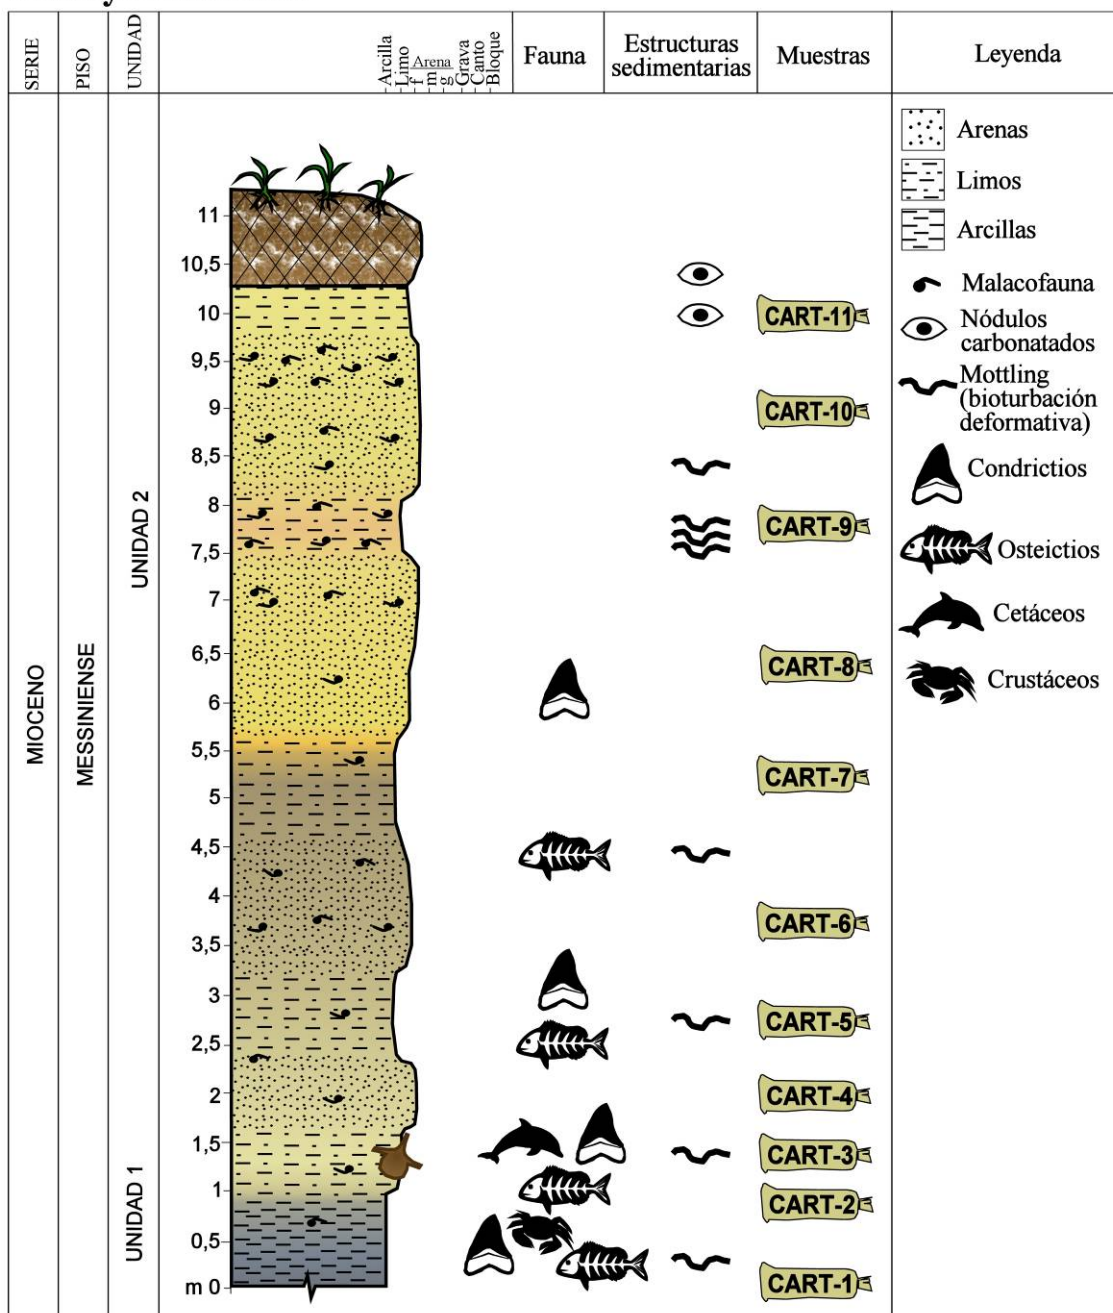 SERIE
PISO
UNIDAD
Arcilla
Limo
Arena
f
m
g
Grava
Canto
Bloque
Fauna
Estructuras
sedimentarias
Muestras
Leyenda
MIOCENO
MESSINIENSE
UNIDAD 2
UNIDAD 1
11
10,5
10
9,5
9
8,5
8
7,5
7
6,5
6
5,5
5
4,5
4
3,5
3
2,5
2
1,5
1
0,5
m 0
CART-11
CART-10
CART-9
CART-8
CART-7
CART-6
CART-5
CART-4
CART-3
CART-2
CART-1
Arenas
Limos
Arcillas
Malacofauna
Nódulos
carbonatados
Mottling
(bioturbación
deformativa)
Condrictios
Osteictios
Cetáceos
Crustáceos